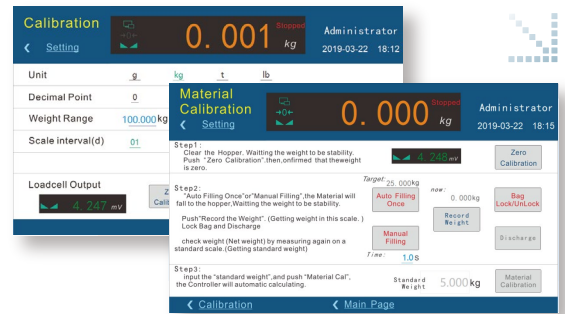 Calibration
Setting
0.001 kg
Stopped
Administrator
2019-03-22 18:12
Unit g kg t lb
Decimal Point 0
Weight Range 100.000 kg
Scale interval(d) 01
Loadcell Output
4.247 mV
Material
Calibration
Setting
0.000 kg
Stopped
Administrator
2019-03-22 18:15
Step1:
Clear the Hopper. Waitting the weight to be stability.
Push "Zero Calibration".then,onfirmed that theweight
is zero.
4.248 mV
Zero
Calibration
Step2:
"Auto Filling Once"or"Manual Filling",the Material will
fall to the hopper,Waitting the weight to be stability.
Push"Record the Weight". (Getting weight in this scale. )
Lock Bag and Discharge
check weight (Net weight) by measuring again on a
standard scale.(Getting standard weight)
Target: 25.000kg
Auto Filling
Once
now:
0.000kg
Record
Weight
Bag
Lock/UnLock
Manual
Filling
Time: 1.0 S
Discharge
Step3:
input the "standard weight",and push "Material Cal",
the Controller will automatic calculating.
Standard
Weight
5.000 kg
Material
Calibration
Calibration
Main Page